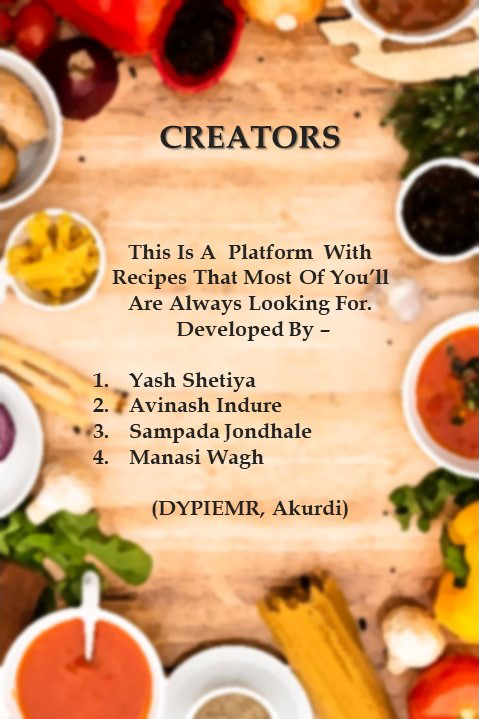 CREATORS
This Is A Platform With
Recipes That Most Of You’ll
Are Always Looking For.
Developed By –
1. Yash Shetiya
2. Avinash Indure
3. Sampada Jondhale
4. Manasi Wagh
(DYPIEMR, Akurdi)